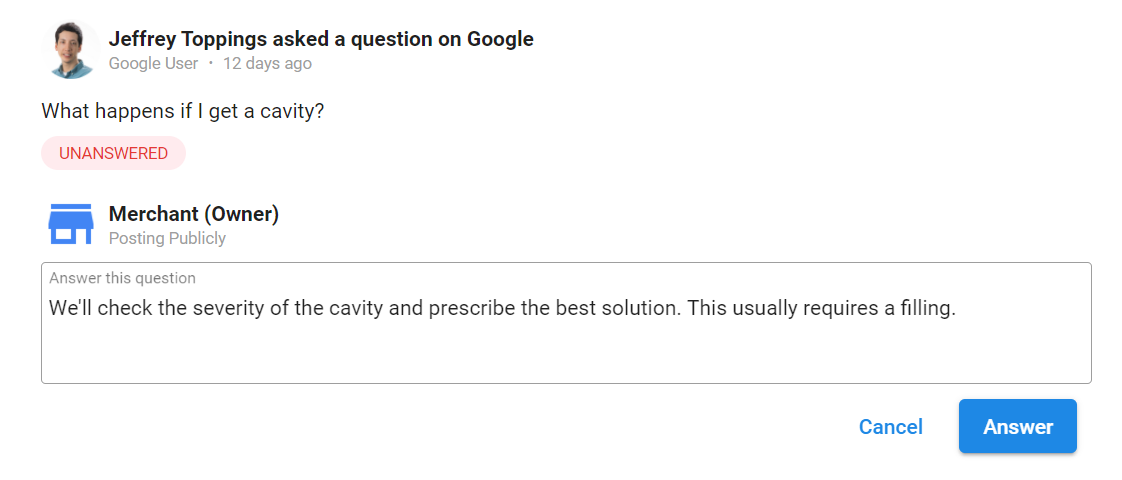 Jeffrey Toppings asked a question on Google
Google User • 12 days ago
What happens if I get a cavity?
UNANSWERED
Merchant (Owner)
Posting Publicly
Answer this question
We'll check the severity of the cavity and prescribe the best solution. This usually requires a filling.
Cancel
Answer